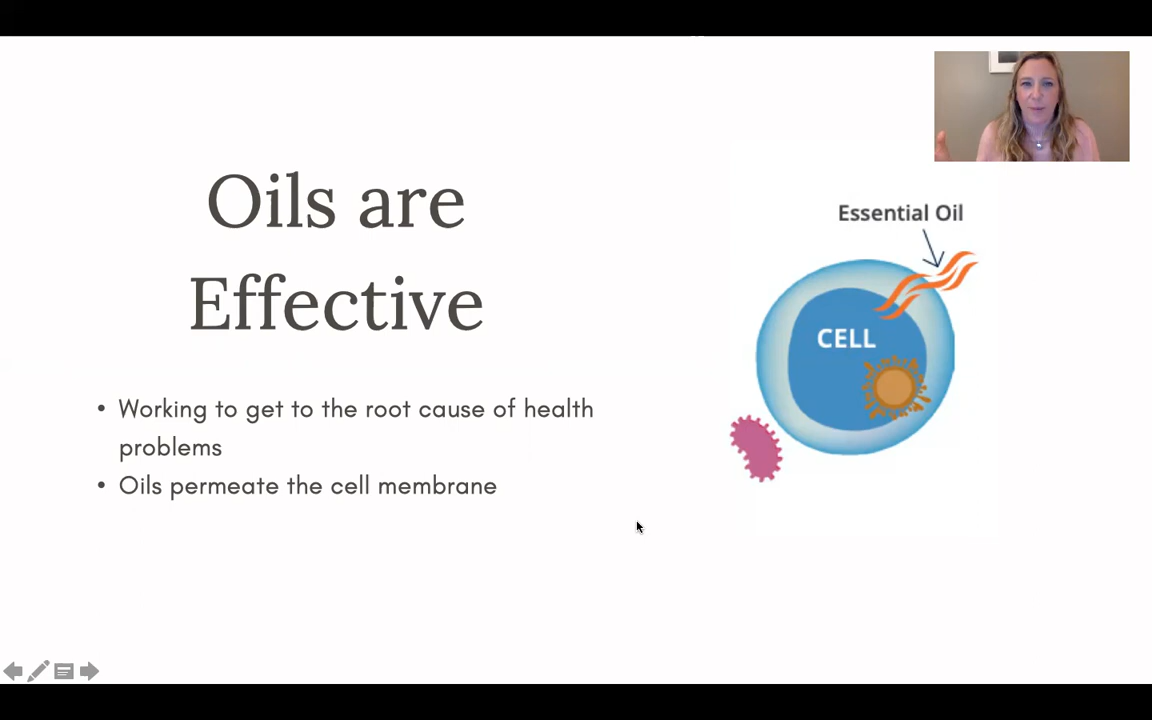 Oils are
Effective
• Working to get to the root cause of health
problems
• Oils permeate the cell membrane
Essential Oil
CELL